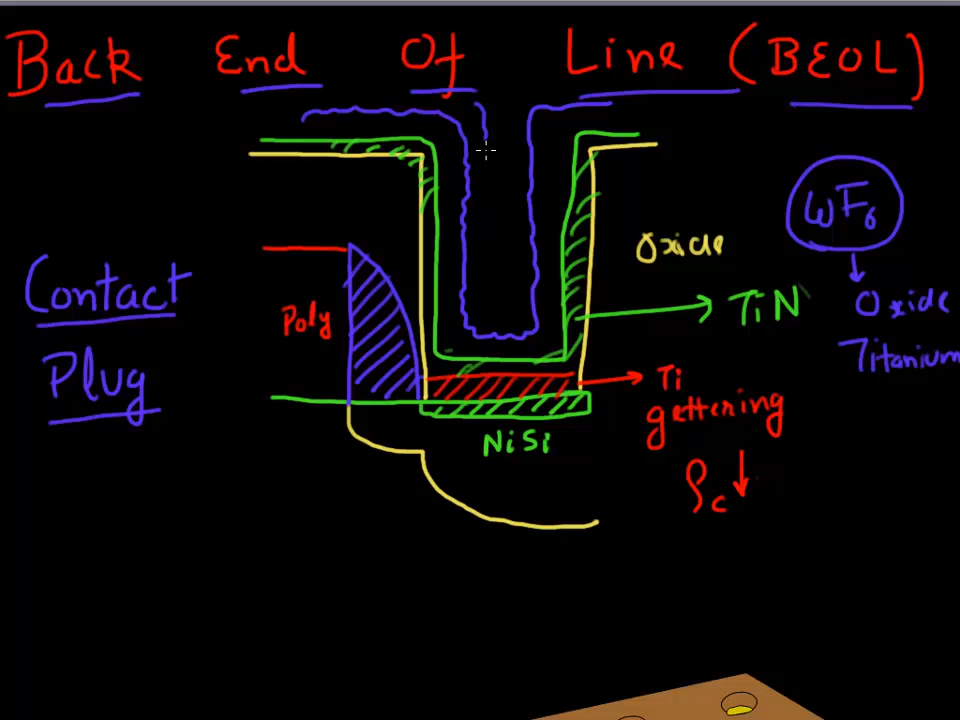 Back End Of Line (BEOL)
WF6
Oxide
Contact
Plug
TiN
Oxide
Titanium
Poly
Ti
gettering
NiSi
ρc ↓